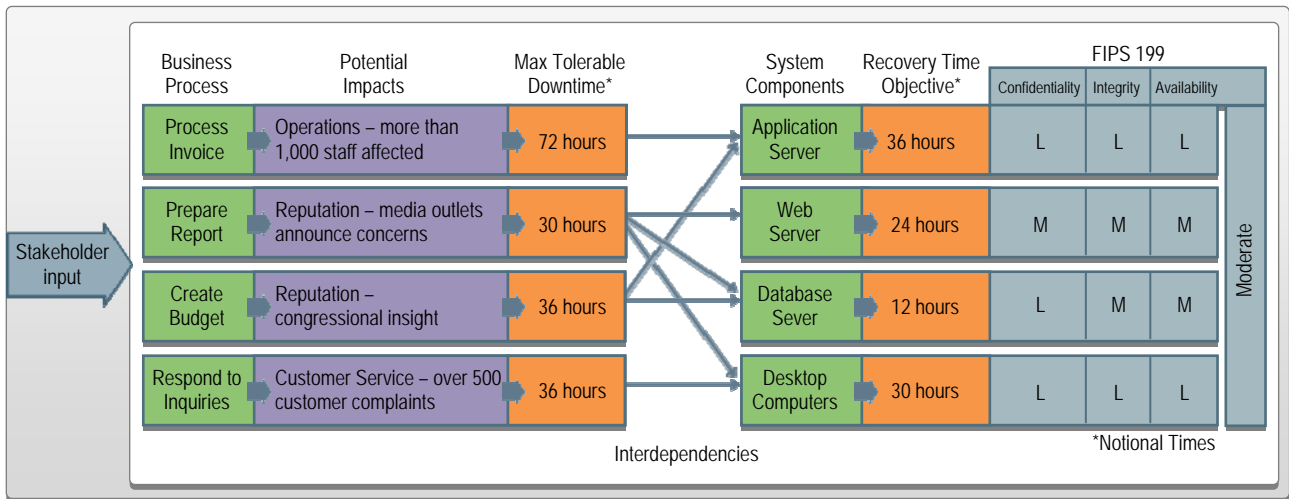 Business
Process
Potential
Impacts
Max Tolerable
Downtime*
System
Components
Recovery Time
Objective*
FIPS 199
Confidentiality
Integrity
Availability
Stakeholder
input
Process
Invoice
Operations – more than
1,000 staff affected
72 hours
Application
Server
36 hours
L
L
L
Prepare
Report
Reputation – media outlets
announce concerns
30 hours
Web
Server
24 hours
M
M
M
Create
Budget
Reputation –
congressional insight
36 hours
Database
Sever
12 hours
L
M
M
Respond to
Inquiries
Customer Service – over 500
customer complaints
36 hours
Desktop
Computers
30 hours
L
L
L
Moderate
*Notional Times
Interdependencies